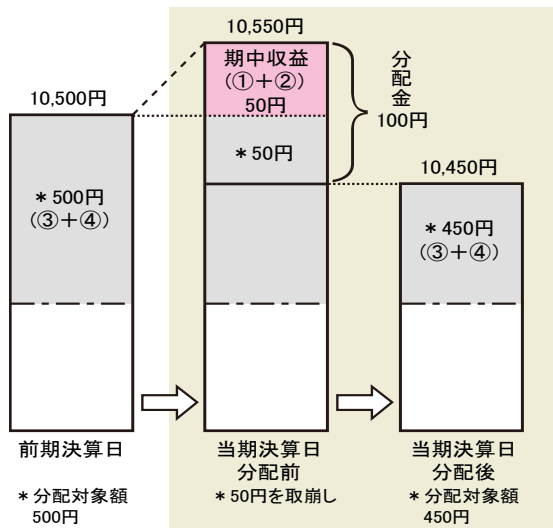 10,550円
期中収益
(①+②)
50円
分配金
100円
10,500円
*50円
10,450円
*500円
(③+④)
*450円
(③+④)
前期決算日
当期決算日
分配前
当期決算日
分配後
*分配対象額
500円
*50円を取崩し
*分配対象額
450円